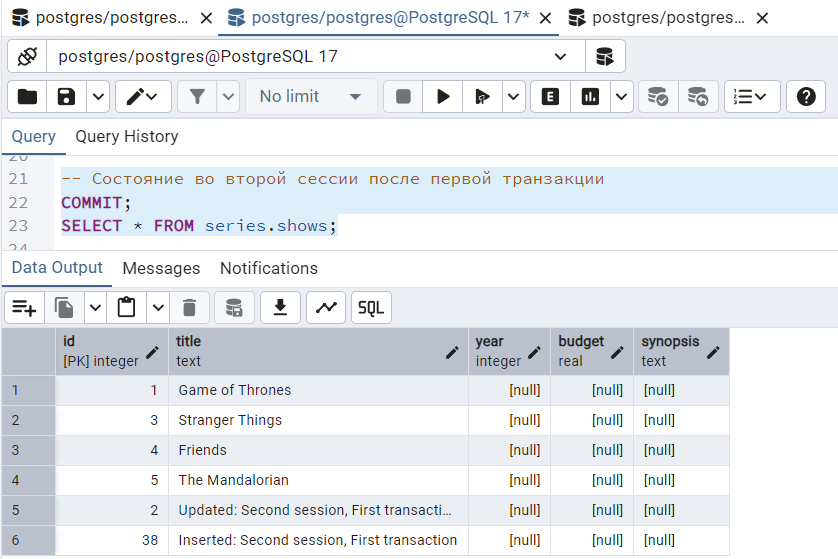 postgres/postgres... postgres/postgres@PostgreSQL 17* postgres/postgres...
postgres/postgres@PostgreSQL 17
No limit
E
Query Query History
20
21 -- Состояние во второй сессии после первой транзакции
22 COMMIT;
23 SELECT * FROM series.shows;
24
Data Output Messages Notifications
SQL
id title year budget synopsis
[PK] integer text integer real text
1 1 Game of Thrones [null] [null] [null]
2 3 Stranger Things [null] [null] [null]
3 4 Friends [null] [null] [null]
4 5 The Mandalorian [null] [null] [null]
5 2 Updated: Second session, First transacti... [null] [null] [null]
6 38 Inserted: Second session, First transaction [null] [null] [null]